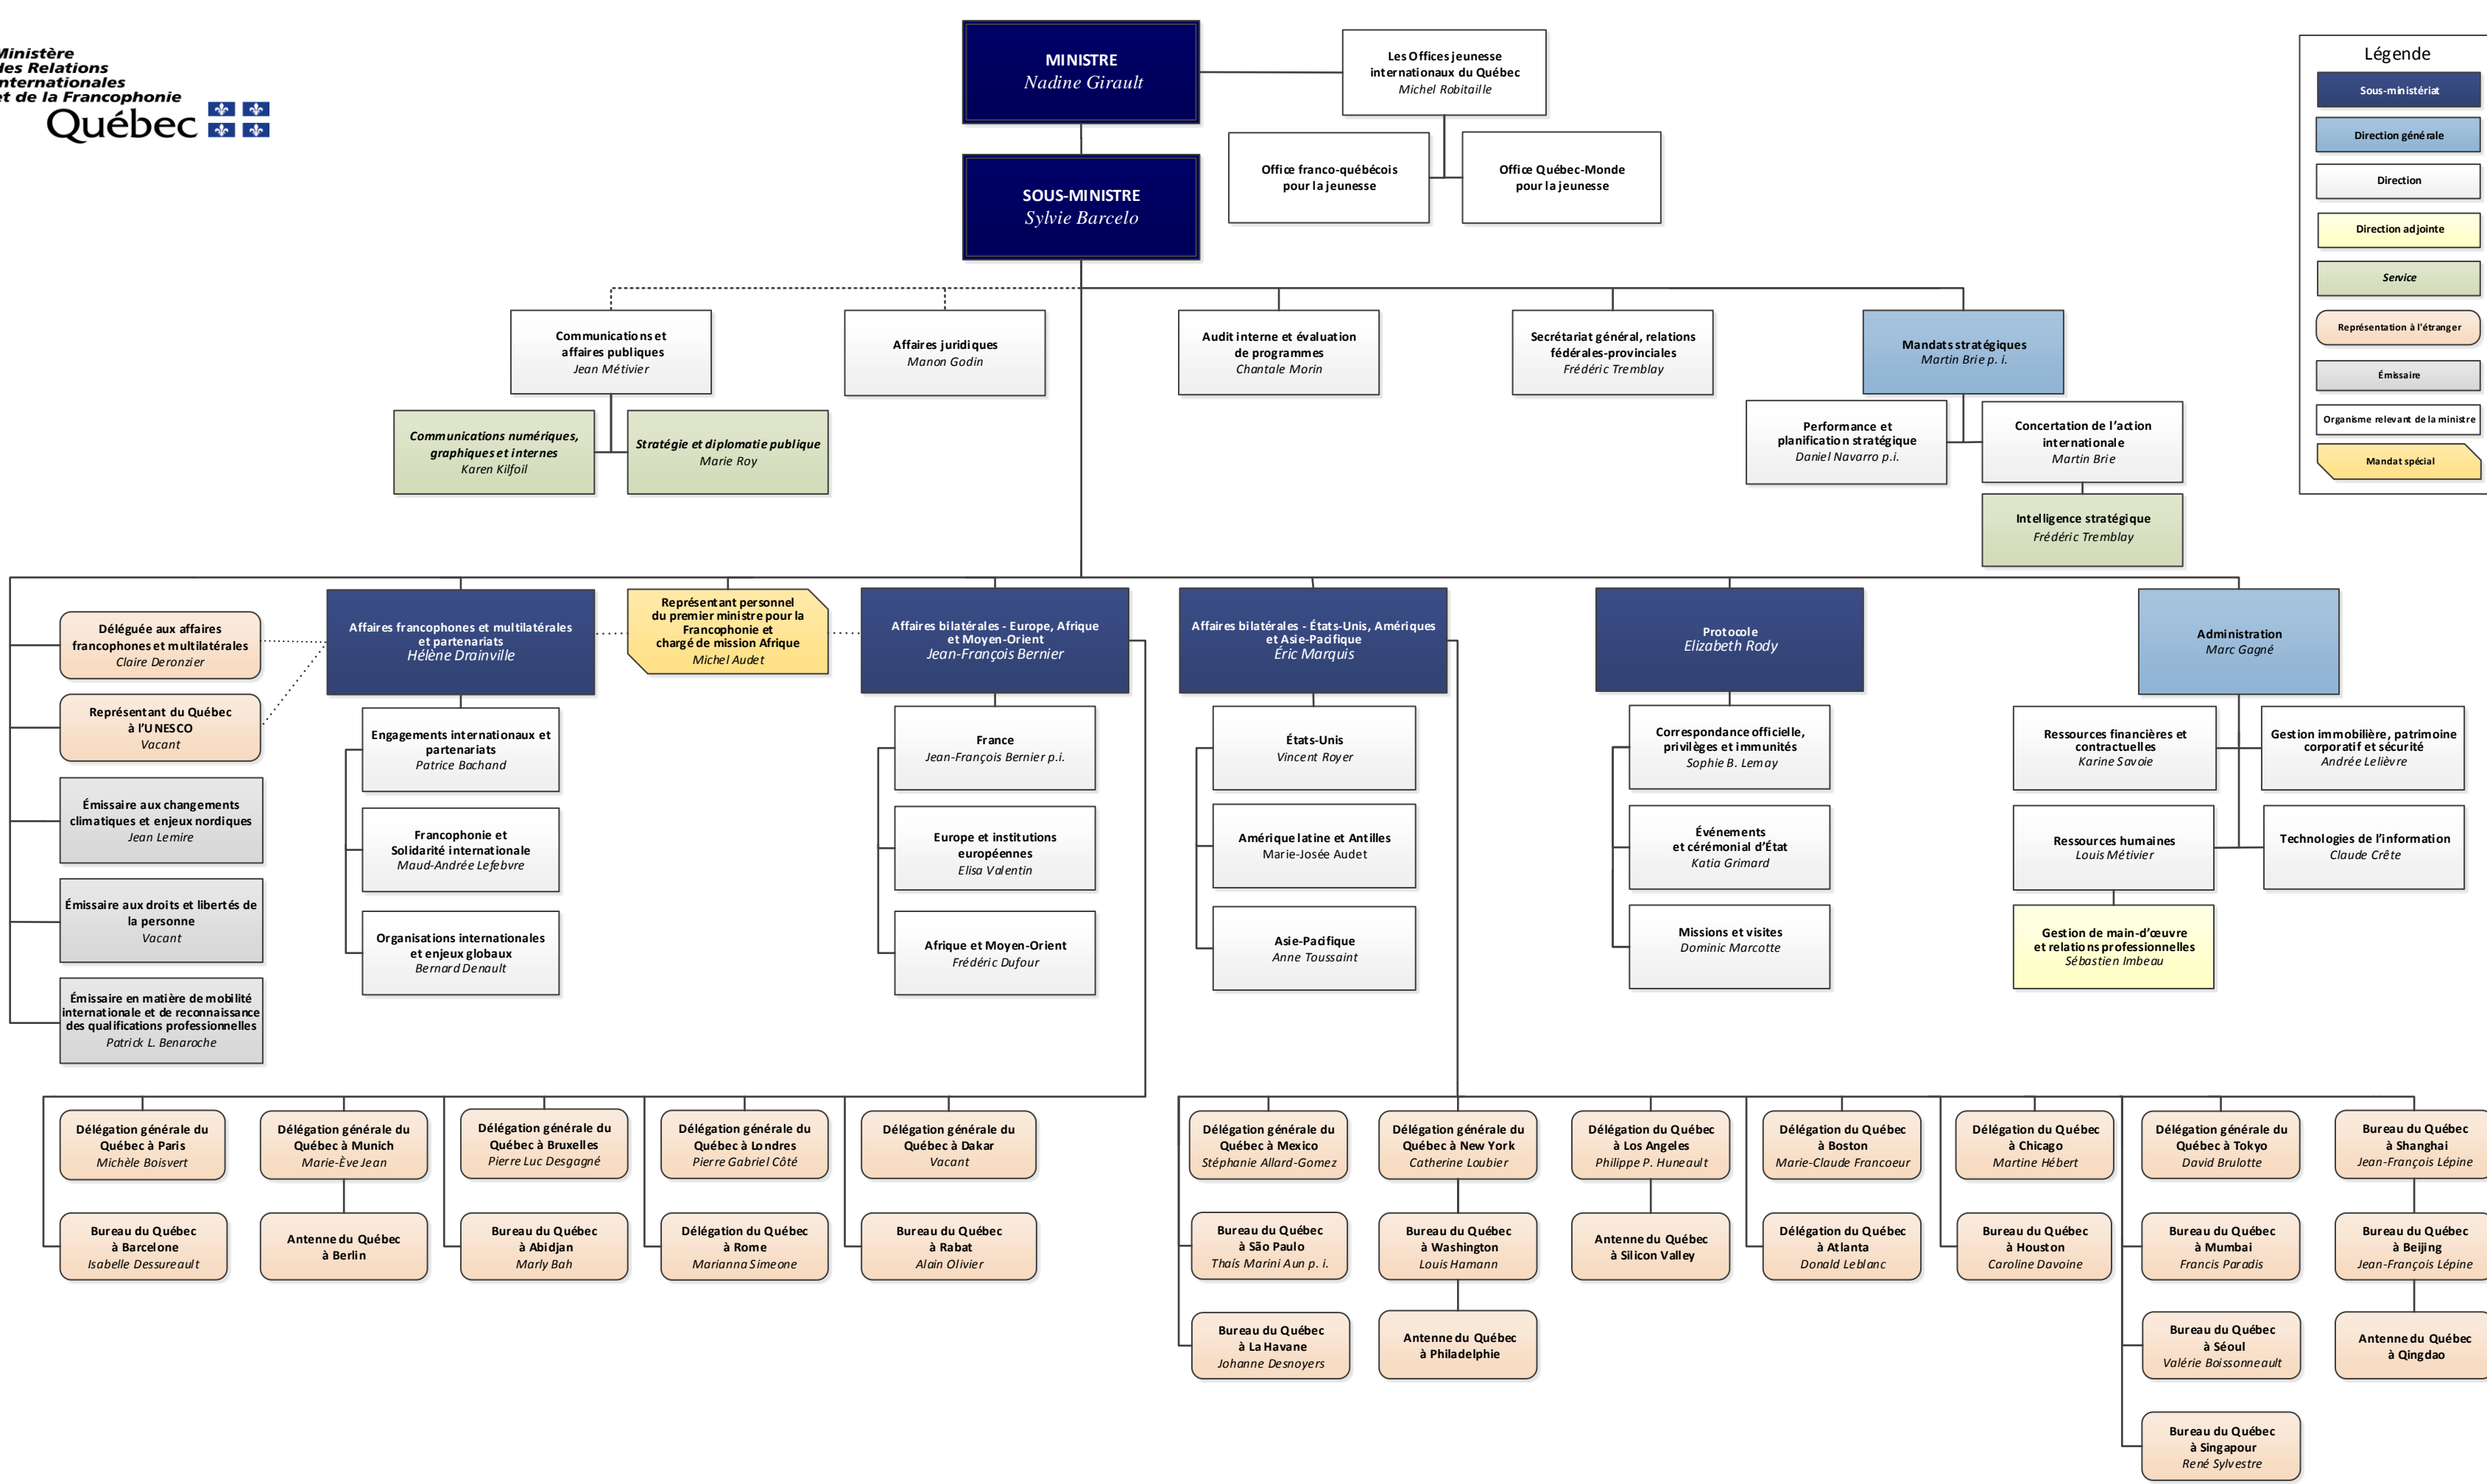 Ministère
des Relations
internationales
et de la Francophonie
Québec
MINISTRE
Nadine Girault
Les Offices jeunesse
internationaux du Québec
Michel Robitaille
Office franco-québécois
pour la jeunesse
Office Québec-Monde
pour la jeunesse
SOUS-MINISTRE
Sylvie Barcelo
Légende
Sous-ministériat
Direction générale
Direction
Direction adjointe
Service
Représentation à l'étranger
Émissaire
Organisme relevant de la ministre
Mandat spécial
Communications et
affaires publiques
Jean Métivier
Affaires juridiques
Manon Godin
Audit interne et évaluation
de programmes
Chantale Morin
Secrétariat général, relations
fédérales-provinciales
Frédéric Tremblay
Mandats stratégiques
Martin Brie p. i.
Communications numériques,
graphiques et internes
Karen Kilfoil
Stratégie et diplomatie publique
Marie Roy
Performance et
planification stratégique
Daniel Navarro p.i.
Concertation de l'action
internationale
Martin Brie
Intelligence stratégique
Frédéric Tremblay
Déléguée aux affaires
francophones et multilatérales
Claire Deronzier
Représentant du Québec
à l'UNESCO
Vacant
Émissaire aux changements
climatiques et enjeux nordiques
Jean Lemire
Émissaire aux droits et libertés de
la personne
Vacant
Émissaire en matière de mobilité
internationale et de reconnaissance
des qualifications professionnelles
Patrick L. Benaroche
Affaires francophones et multilatérales
et partenariats
Hélène Drainville
Engagements internationaux et
partenariats
Patrice Bachand
Francophonie et
Solidarité internationale
Maud-Andrée Lefebvre
Organisations internationales
et enjeux globaux
Bernard Denault
Représentant personnel
du premier ministre pour la
Francophonie et
chargé de mission Afrique
Michel Audet
Affaires bilatérales - Europe, Afrique
et Moyen-Orient
Jean-François Bernier
France
Jean-François Bernier p.i.
Europe et institutions
européennes
Elisa Valentin
Afrique et Moyen-Orient
Frédéric Dufour
Affaires bilatérales - États-Unis, Amériques
et Asie-Pacifique
Éric Marquis
États-Unis
Vincent Royer
Amérique latine et Antilles
Marie-Josée Audet
Asie-Pacifique
Anne Toussaint
Protocole
Elizabeth Rody
Correspondance officielle,
privilèges et immunités
Sophie B. Lemay
Événements
et cérémonial d'État
Katia Grimard
Missions et visites
Dominic Marcotte
Administration
Marc Gagné
Ressources financières et
contractuelles
Karine Savoie
Gestion immobilière, patrimoine
corporatif et sécurité
Andrée Lelièvre
Ressources humaines
Louis Métivier
Technologies de l'information
Claude Crête
Gestion de main-d'œuvre
et relations professionnelles
Sébastien Imbeau
Délégation générale du
Québec à Paris
Michèle Boisvert
Délégation générale du
Québec à Munich
Marie-Ève Jean
Délégation générale du
Québec à Bruxelles
Pierre Luc Desgagné
Délégation générale du
Québec à Londres
Pierre Gabriel Côté
Délégation générale du
Québec à Dakar
Vacant
Délégation générale du
Québec à Mexico
Stéphanie Allard-Gomez
Délégation générale du
Québec à New York
Catherine Loubier
Délégation du Québec
à Los Angeles
Philippe P. Huneault
Délégation du Québec
à Boston
Marie-Claude Francoeur
Délégation du Québec
à Chicago
Martine Hébert
Délégation générale du
Québec à Tokyo
David Brulotte
Bureau du Québec
à Shanghai
Jean-François Lépine
Bureau du Québec
à Barcelone
Isabelle Dessureault
Antenne du Québec
à Berlin
Bureau du Québec
à Abidjan
Marly Bah
Délégation du Québec
à Rome
Marianna Simeone
Bureau du Québec
à Rabat
Alain Olivier
Bureau du Québec
à São Paulo
Thaís Marini Aun p. i.
Bureau du Québec
à Washington
Louis Hamann
Antenne du Québec
à Silicon Valley
Délégation du Québec
à Atlanta
Donald Leblanc
Bureau du Québec
à Houston
Caroline Davoine
Bureau du Québec
à Mumbai
Francis Paradis
Bureau du Québec
à Beijing
Jean-François Lépine
Bureau du Québec
à La Havane
Johanne Desnoyers
Antenne du Québec
à Philadelphie
Bureau du Québec
à Séoul
Valérie Boissonneault
Antenne du Québec
à Qingdao
Bureau du Québec
à Singapour
René Sylvestre